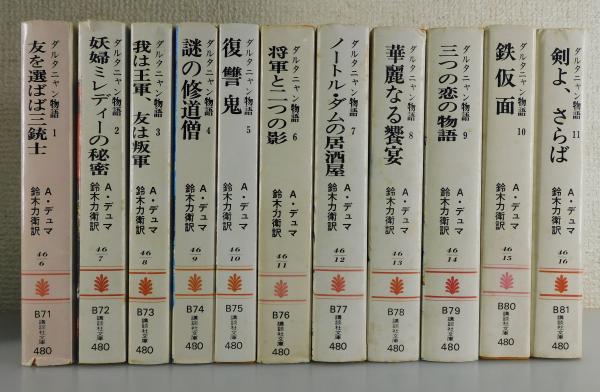 ダルタニャン物語 1
友を選ばば三銃士
A・デュマ
鈴木力衛訳
46
6
B71
講談社文庫
480
ダルタニャン物語 2
妖婦ミレディーの秘密
A・デュマ
鈴木力衛訳
46
7
B72
講談社文庫
480
ダルタニャン物語 3
我は王軍、友は叛軍
A・デュマ
鈴木力衛訳
46
8
B73
講談社文庫
480
ダルタニャン物語 4
謎の修道僧
A・デュマ
鈴木力衛訳
46
9
B74
講談社文庫
480
ダルタニャン物語 5
復讐鬼
A・デュマ
鈴木力衛訳
46
10
B75
講談社文庫
480
ダルタニャン物語 6
将軍と二つの影
A・デュマ
鈴木力衛訳
46
11
B76
講談社文庫
480
ダルタニャン物語 7
ノートル・ダムの居酒屋
A・デュマ
鈴木力衛訳
46
12
B77
講談社文庫
480
ダルタニャン物語 8
華麗なる饗宴
A・デュマ
鈴木力衛訳
46
13
B78
講談社文庫
480
ダルタニャン物語 9
三つの恋の物語
A・デュマ
鈴木力衛訳
46
14
B79
講談社文庫
480
ダルタニャン物語 10
鉄仮面
A・デュマ
鈴木力衛訳
46
15
B80
講談社文庫
480
ダルタニャン物語 11
剣よ、さらば
A・デュマ
鈴木力衛訳
46
16
B81
講談社文庫
480